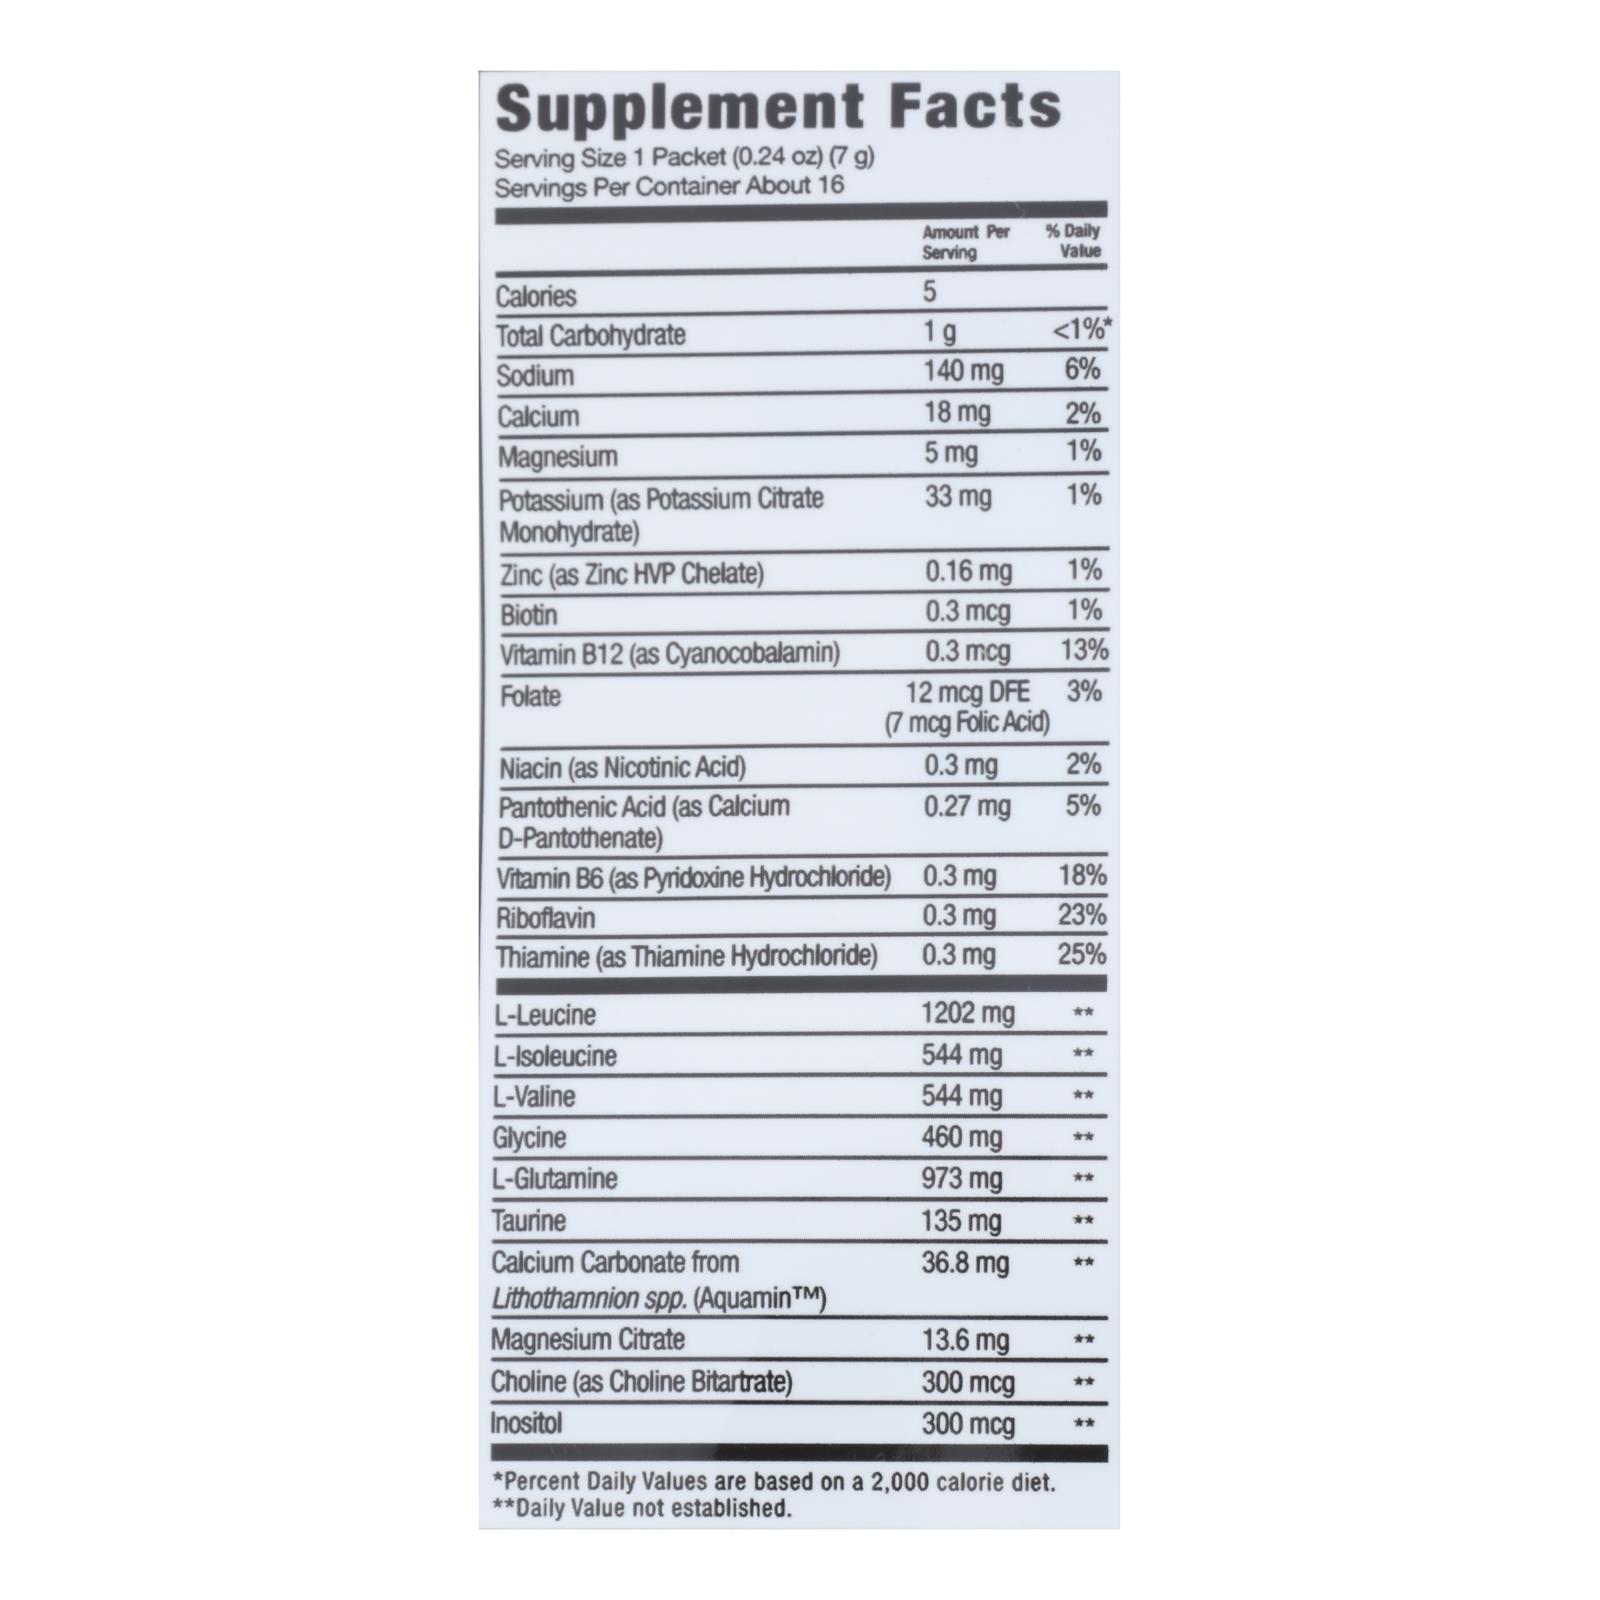 Supplement Facts
Serving Size 1 Packet (0.24 oz) (7 g)
Servings Per Container About 16
Amount Per Serving % Daily Value
Calories 5
Total Carbohydrate 1 g <1%*
Sodium 140 mg 6%
Calcium 18 mg 2%
Magnesium 5 mg 1%
Potassium (as Potassium Citrate 33 mg 1%
Monohydrate)
Zinc (as Zinc HVP Chelate) 0.16 mg 1%
Biotin 0.3 mcg 1%
Vitamin B12 (as Cyanocobalamin) 0.3 mcg 13%
Folate 12 mcg DFE 3%
(7 mcg Folic Acid)
Niacin (as Nicotinic Acid) 0.3 mg 2%
Pantothenic Acid (as Calcium 0.27 mg 5%
D-Pantothenate)
Vitamin B6 (as Pyridoxine Hydrochloride) 0.3 mg 18%
Riboflavin 0.3 mg 23%
Thiamine (as Thiamine Hydrochloride) 0.3 mg 25%
L-Leucine 1202 mg **
L-Isoleucine 544 mg **
L-Valine 544 mg **
Glycine 460 mg **
L-Glutamine 973 mg **
Taurine 135 mg **
Calcium Carbonate from 36.8 mg **
Lithothamnion spp. (Aquamin™)
Magnesium Citrate 13.6 mg **
Choline (as Choline Bitartrate) 300 mcg **
Inositol 300 mcg **
*Percent Daily Values are based on a 2,000 calorie diet.
**Daily Value not established.